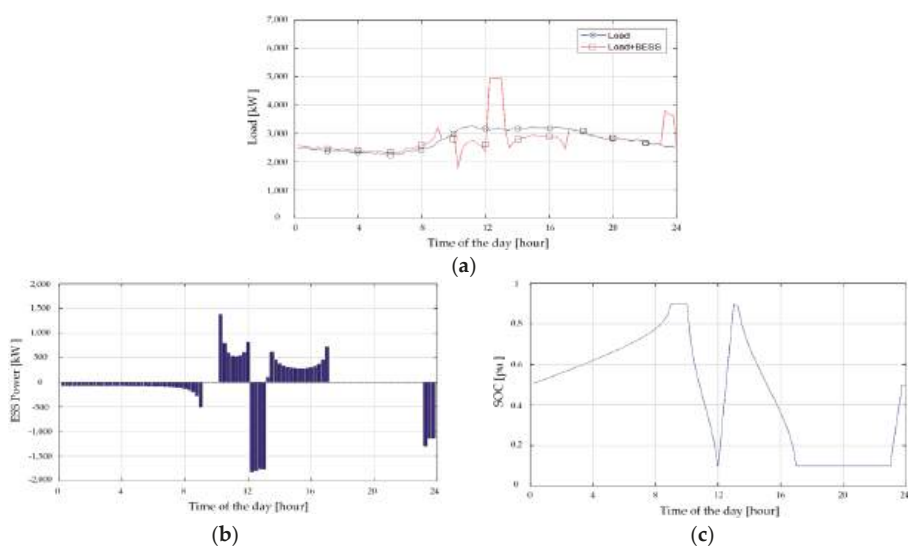 7,000
6,000
5,000
4,000
3,000
2,000
1,000
0
Load [kW]
Load
Load+BESS
0 4 8 12 16 20 24
Time of the day [hour]
(a)
2,000
1,500
1,000
500
0
-500
-1,000
-1,500
-2,000
ESS Power [kW]
0 4 8 12 16 20 24
Time of the day [hour]
(b)
1
0.8
0.6
0.4
0.2
0
SOC [pu]
0 4 8 12 16 20 24
Time of the day [hour]
(c)